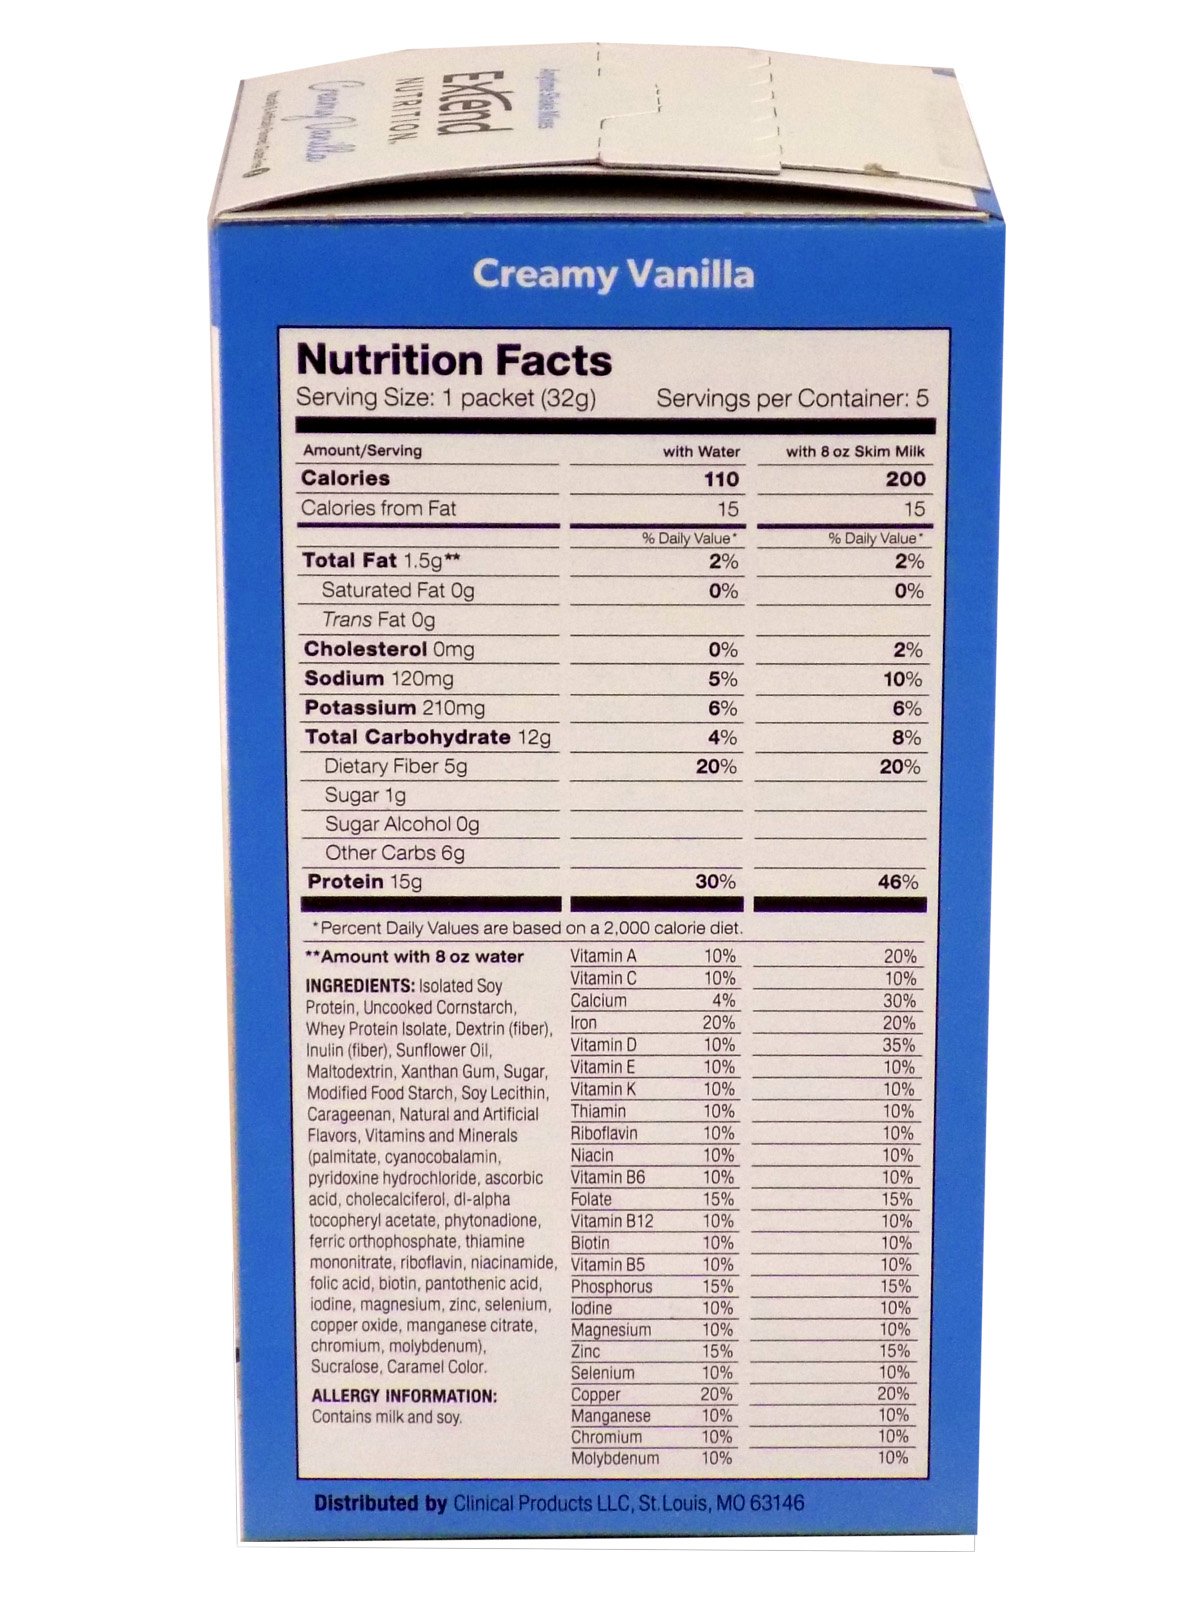 Anytime Shake Mixes
Extend
NUTRITION.
Creamy Vanilla
Creamy Vanilla
Nutrition Facts
Serving Size: 1 packet (32g) Servings per Container: 5
Amount/Serving with Water with 8 oz Skim Milk
Calories 110 200
Calories from Fat 15 15
% Daily Value* % Daily Value*
Total Fat 1.5g** 2% 2%
Saturated Fat 0g 0% 0%
Trans Fat 0g
Cholesterol 0mg 0% 2%
Sodium 120mg 5% 10%
Potassium 210mg 6% 6%
Total Carbohydrate 12g 4% 8%
Dietary Fiber 5g 20% 20%
Sugar 1g
Sugar Alcohol 0g
Other Carbs 6g
Protein 15g 30% 46%
*Percent Daily Values are based on a 2,000 calorie diet.
**Amount with 8 oz water
INGREDIENTS: Isolated Soy
Protein, Uncooked Cornstarch,
Whey Protein Isolate, Dextrin (fiber),
Inulin (fiber), Sunflower Oil,
Maltodextrin, Xanthan Gum, Sugar,
Modified Food Starch, Soy Lecithin,
Carageenan, Natural and Artificial
Flavors, Vitamins and Minerals
(palmitate, cyanocobalamin,
pyridoxine hydrochloride, ascorbic
acid, cholecalciferol, dl-alpha
tocopheryl acetate, phytonadione,
ferric orthophosphate, thiamine
mononitrate, riboflavin, niacinamide,
folic acid, biotin, pantothenic acid,
iodine, magnesium, zinc, selenium,
copper oxide, manganese citrate,
chromium, molybdenum),
Sucralose, Caramel Color.
ALLERGY INFORMATION:
Contains milk and soy.
Vitamin A 10% 20%
Vitamin C 10% 10%
Calcium 4% 30%
Iron 20% 20%
Vitamin D 10% 35%
Vitamin E 10% 10%
Vitamin K 10% 10%
Thiamin 10% 10%
Riboflavin 10% 10%
Niacin 10% 10%
Vitamin B6 10% 10%
Folate 15% 15%
Vitamin B12 10% 10%
Biotin 10% 10%
Vitamin B5 10% 10%
Phosphorus 15% 15%
Iodine 10% 10%
Magnesium 10% 10%
Zinc 15% 15%
Selenium 10% 10%
Copper 20% 20%
Manganese 10% 10%
Chromium 10% 10%
Molybdenum 10% 10%
Distributed by Clinical Products LLC, St. Louis, MO 63146